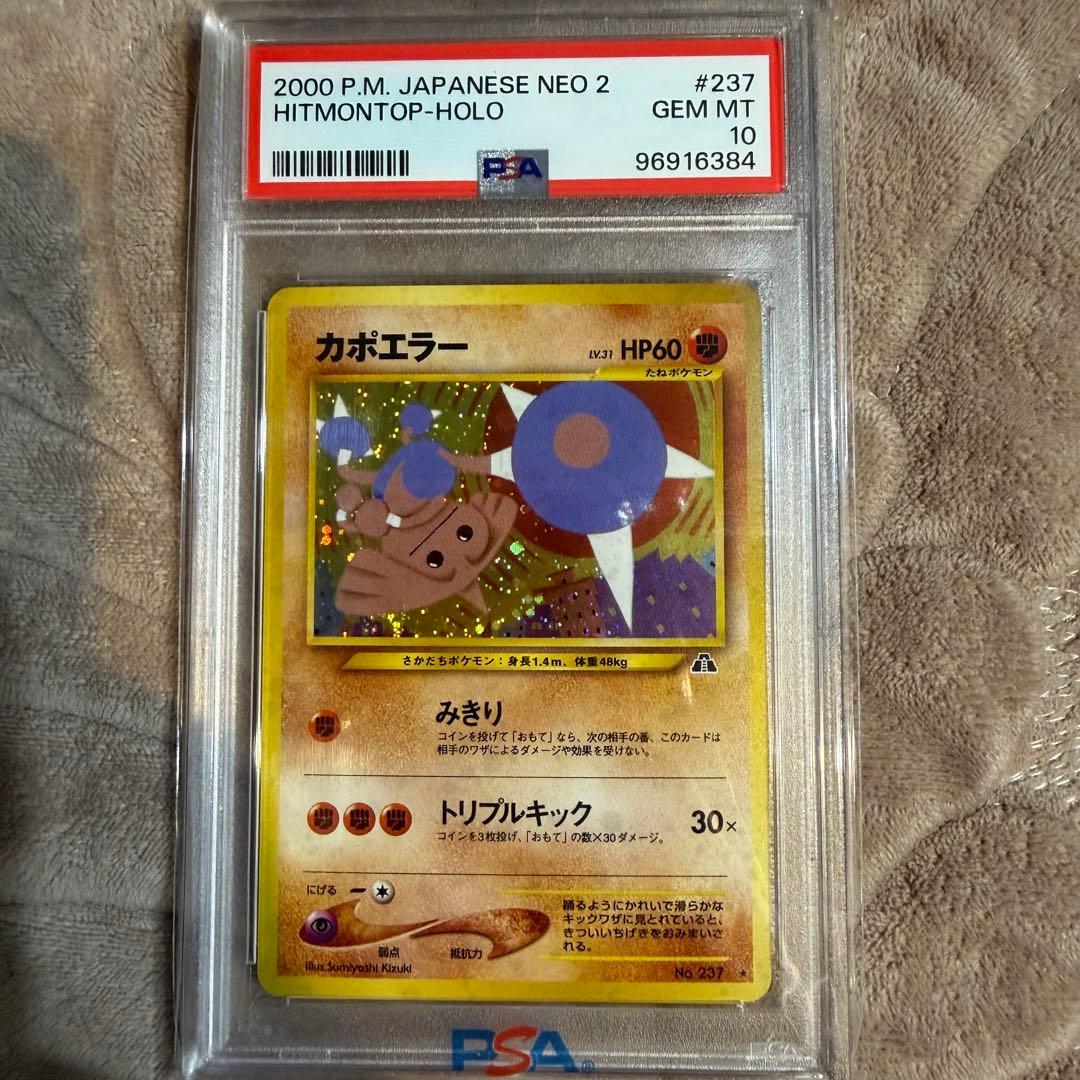 2000 P.M. JAPANESE NEO 2 #237
HITMONTOP-HOLO GEM MT
10
PSA 96916384
カポエラー LV.31 HP60
たねポケモン
さかだちポケモン：身長1.4m、体重48kg
みきり
コインを投げて「おもて」なら、次の相手の番、このカードは
相手のワザによるダメージや効果を受けない。
トリプルキック 30×
コインを3枚投げ、「おもて」の数×30ダメージ。
にげる
弱点 抵抗力
踊るようにかれいで滑らかな
キックワザに見とれていると、
きついいちげきをおみまいさ
れる。
Illus.Sumiyoshi Kizuki No.237 ★
PSA®